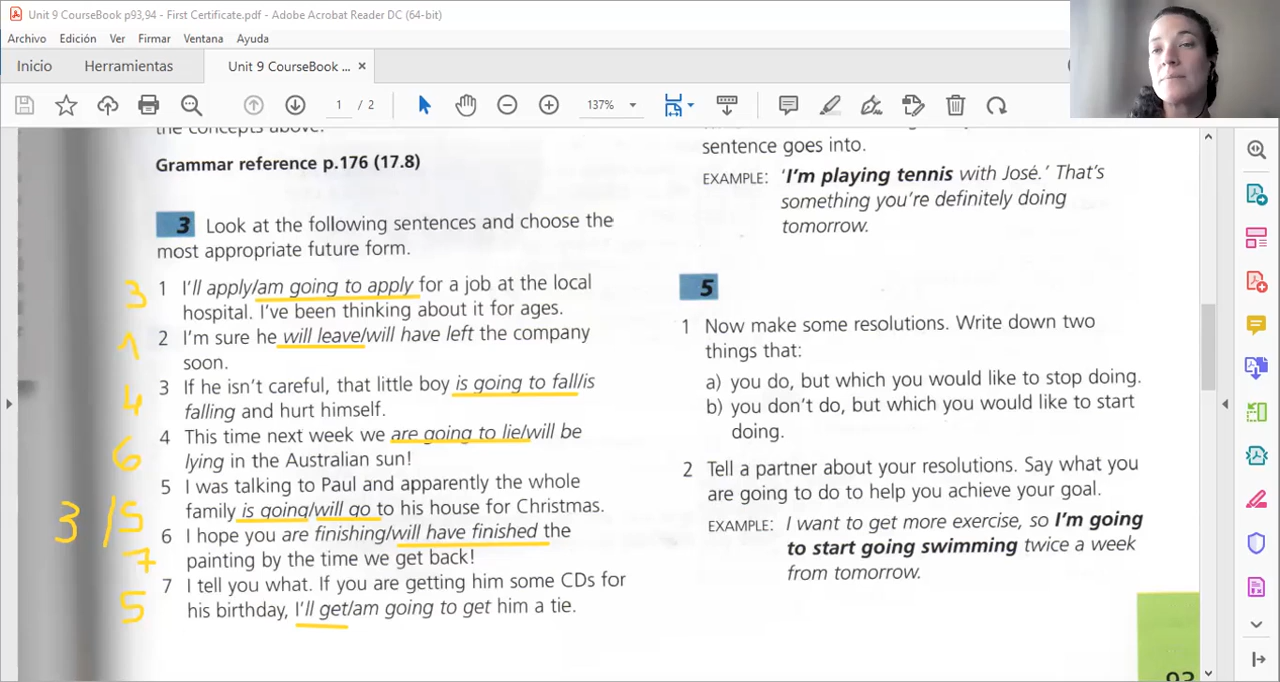 Unit 9 CourseBook p93,94 - First Certificate.pdf - Adobe Acrobat Reader DC (64-bit)
Archivo Edición Ver Firmar Ventana Ayuda
Inicio Herramientas Unit 9 CourseBook ... ×
1 / 2 137%
the concepts above.
Grammar reference p.176 (17.8)
3 Look at the following sentences and choose the
most appropriate future form.
3 1 I'll apply/am going to apply for a job at the local
hospital. I've been thinking about it for ages.
1 2 I'm sure he will leave/will have left the company
soon.
4 3 If he isn't careful, that little boy is going to fall/is
falling and hurt himself.
6 4 This time next week we are going to lie/will be
lying in the Australian sun!
3/5 5 I was talking to Paul and apparently the whole
family is going/will go to his house for Christmas.
7 6 I hope you are finishing/will have finished the
painting by the time we get back!
5 7 I tell you what. If you are getting him some CDs for
his birthday, I'll get/am going to get him a tie.
sentence goes into.
EXAMPLE: 'I'm playing tennis with José.' That's
something you're definitely doing
tomorrow.
5
1 Now make some resolutions. Write down two
things that:
a) you do, but which you would like to stop doing.
b) you don't do, but which you would like to start
doing.
2 Tell a partner about your resolutions. Say what you
are going to do to help you achieve your goal.
EXAMPLE: I want to get more exercise, so I'm going
to start going swimming twice a week
from tomorrow.
93